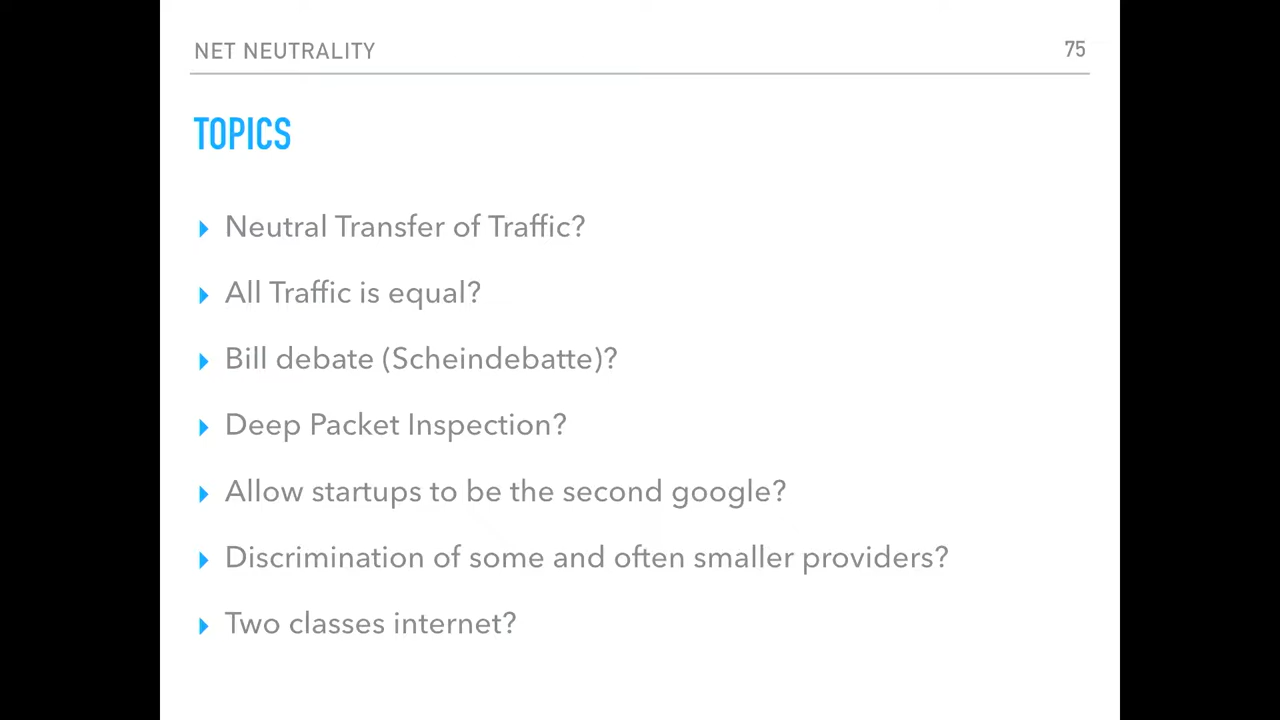 NET NEUTRALITY
75
TOPICS
Neutral Transfer of Traffic?
All Traffic is equal?
Bill debate (Scheindebatte)?
Deep Packet Inspection?
Allow startups to be the second google?
Discrimination of some and often smaller providers?
Two classes internet?